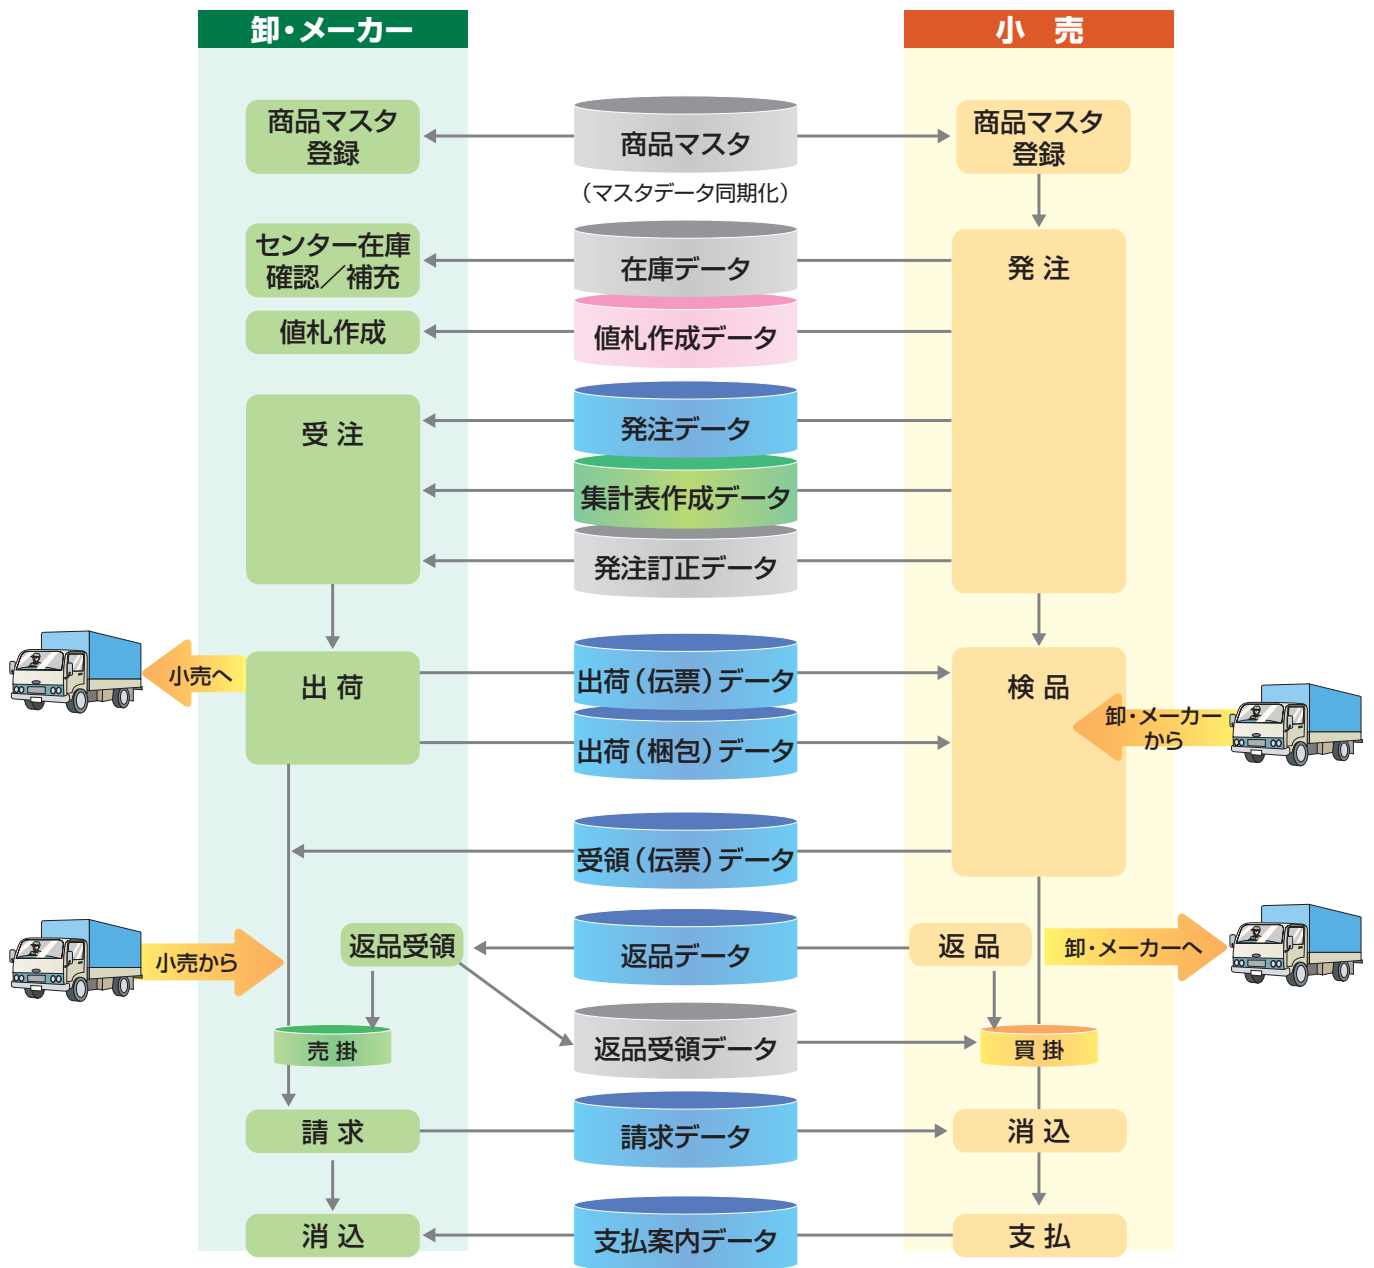 卸・メーカー
小 売
商品マスタ
登録
商品マスタ
商品マスタ
登録
（マスタデータ同期化）
センター在庫
確認／補充
在庫データ
発 注
値札作成
値札作成データ
受 注
発注データ
集計表作成データ
発注訂正データ
小売へ
出 荷
出荷（伝票）データ
検 品
卸・メーカー
から
出荷（梱包）データ
受領（伝票）データ
小売から
返品受領
返品データ
返 品
卸・メーカーへ
売 掛
返品受領データ
買 掛
請 求
請求データ
消 込
消 込
支払案内データ
支 払